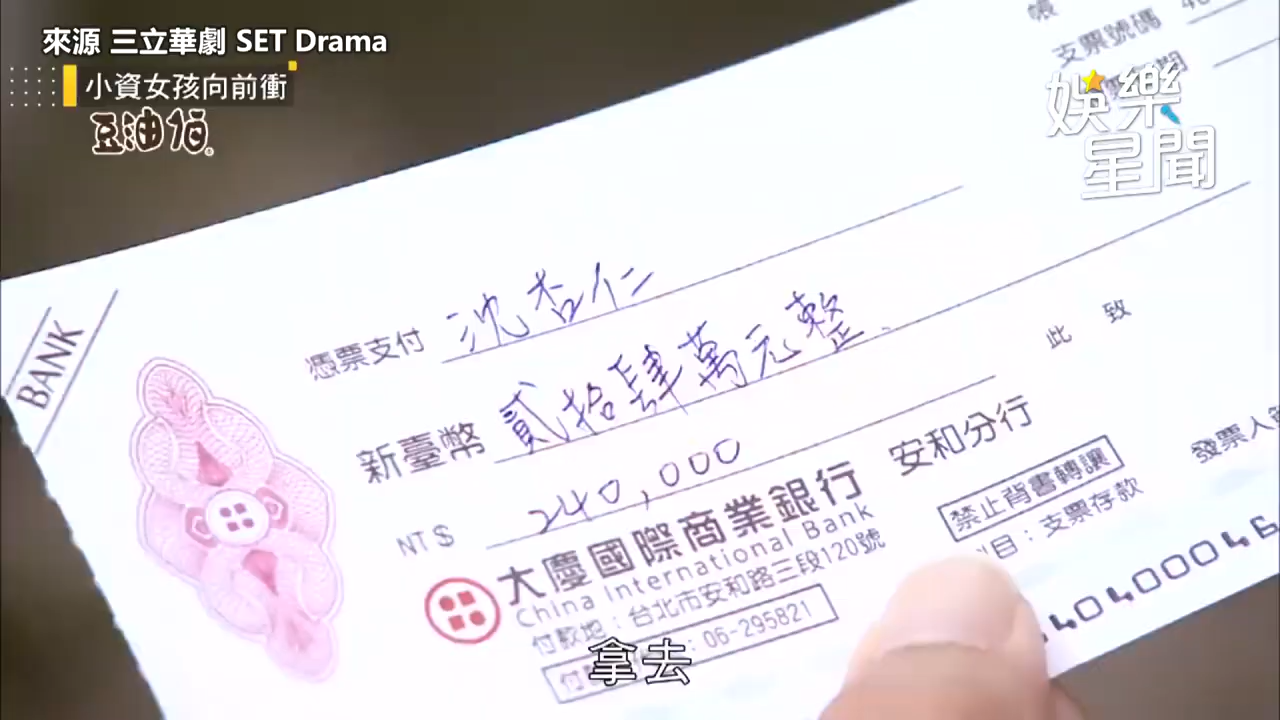 來源 三立華劇 SET Drama
小資女孩向前衝
豆油伯
娛樂
星聞
帳
支票號碼
BANK
憑票支付 沈杏仁
新臺幣 貳拾肆萬元整
此致
NT$ 240,000
大慶國際商業銀行 安和分行
China International Bank
付款地：台北市安和路三段120號
：06-295821
禁止背書轉讓
科目：支票存款
發票人
拿去